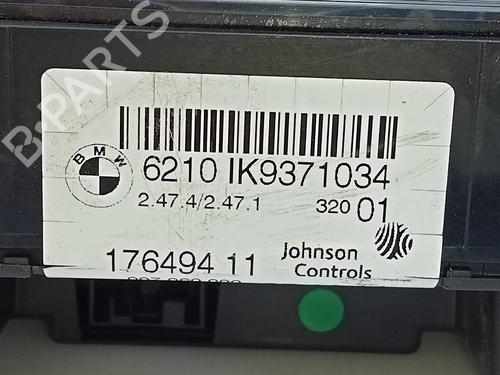 B-PARTS
BMW
6210 IK9371034
2.47.4/2.47.1 320 01
176494 11 Johnson
Controls